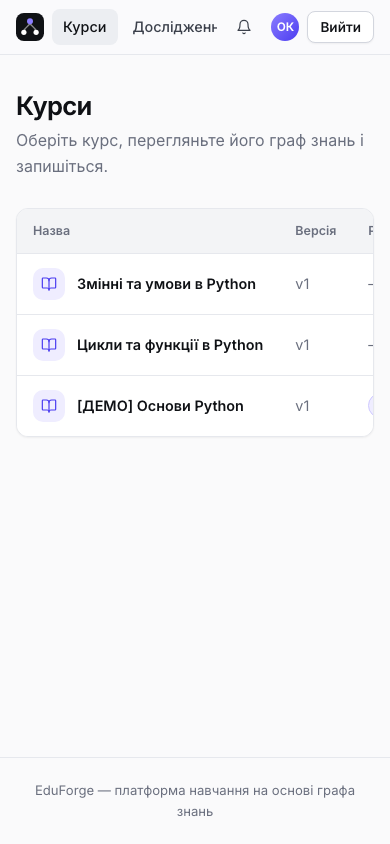 Курси
ОК
Вийти
Курси
Оберіть курс, перегляньте його граф знань і
запишіться.
Назва Версія
Змінні та умови в Python v1
Цикли та функції в Python v1
[ДЕМО] Основи Python v1
EduForge — платформа навчання на основі графа
знань